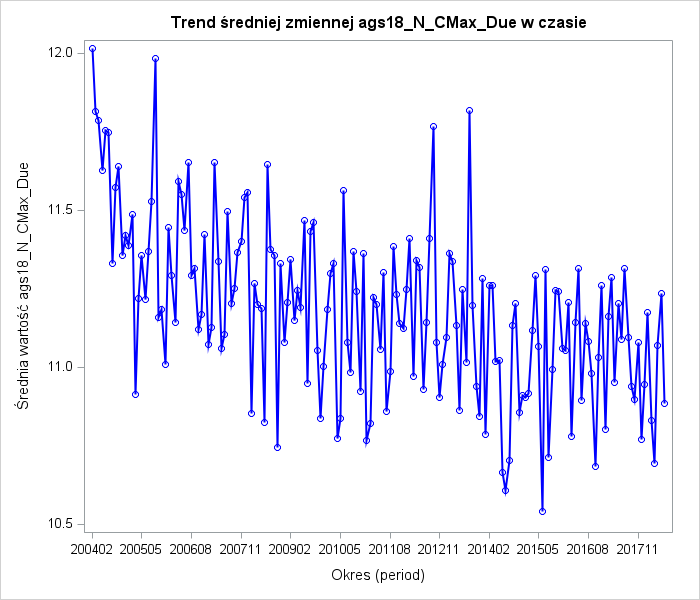 Trend średniej zmiennej ags18_N_CMax_Due w czasie
Średnia wartość ags18_N_CMax_Due
12.0
11.5
11.0
10.5
200402 200505 200608 200711 200902 201005 201108 201211 201402 201505 201608 201711
Okres (period)